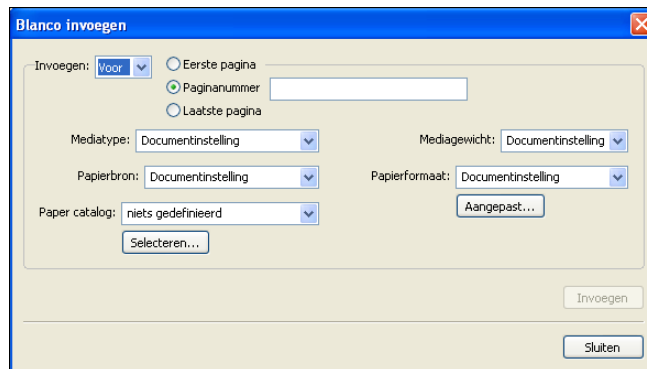 Blanco invoegen
Invoegen: Voor Eerste pagina
Paginanummer
Laatste pagina
Mediatype: Documentinstelling Mediagewicht: Documentinstelling
Papierbron: Documentinstelling Papierformaat: Documentinstelling
Paper catalog: niets gedefinieerd Aangepast...
Selecteren...
Invoegen
Sluiten